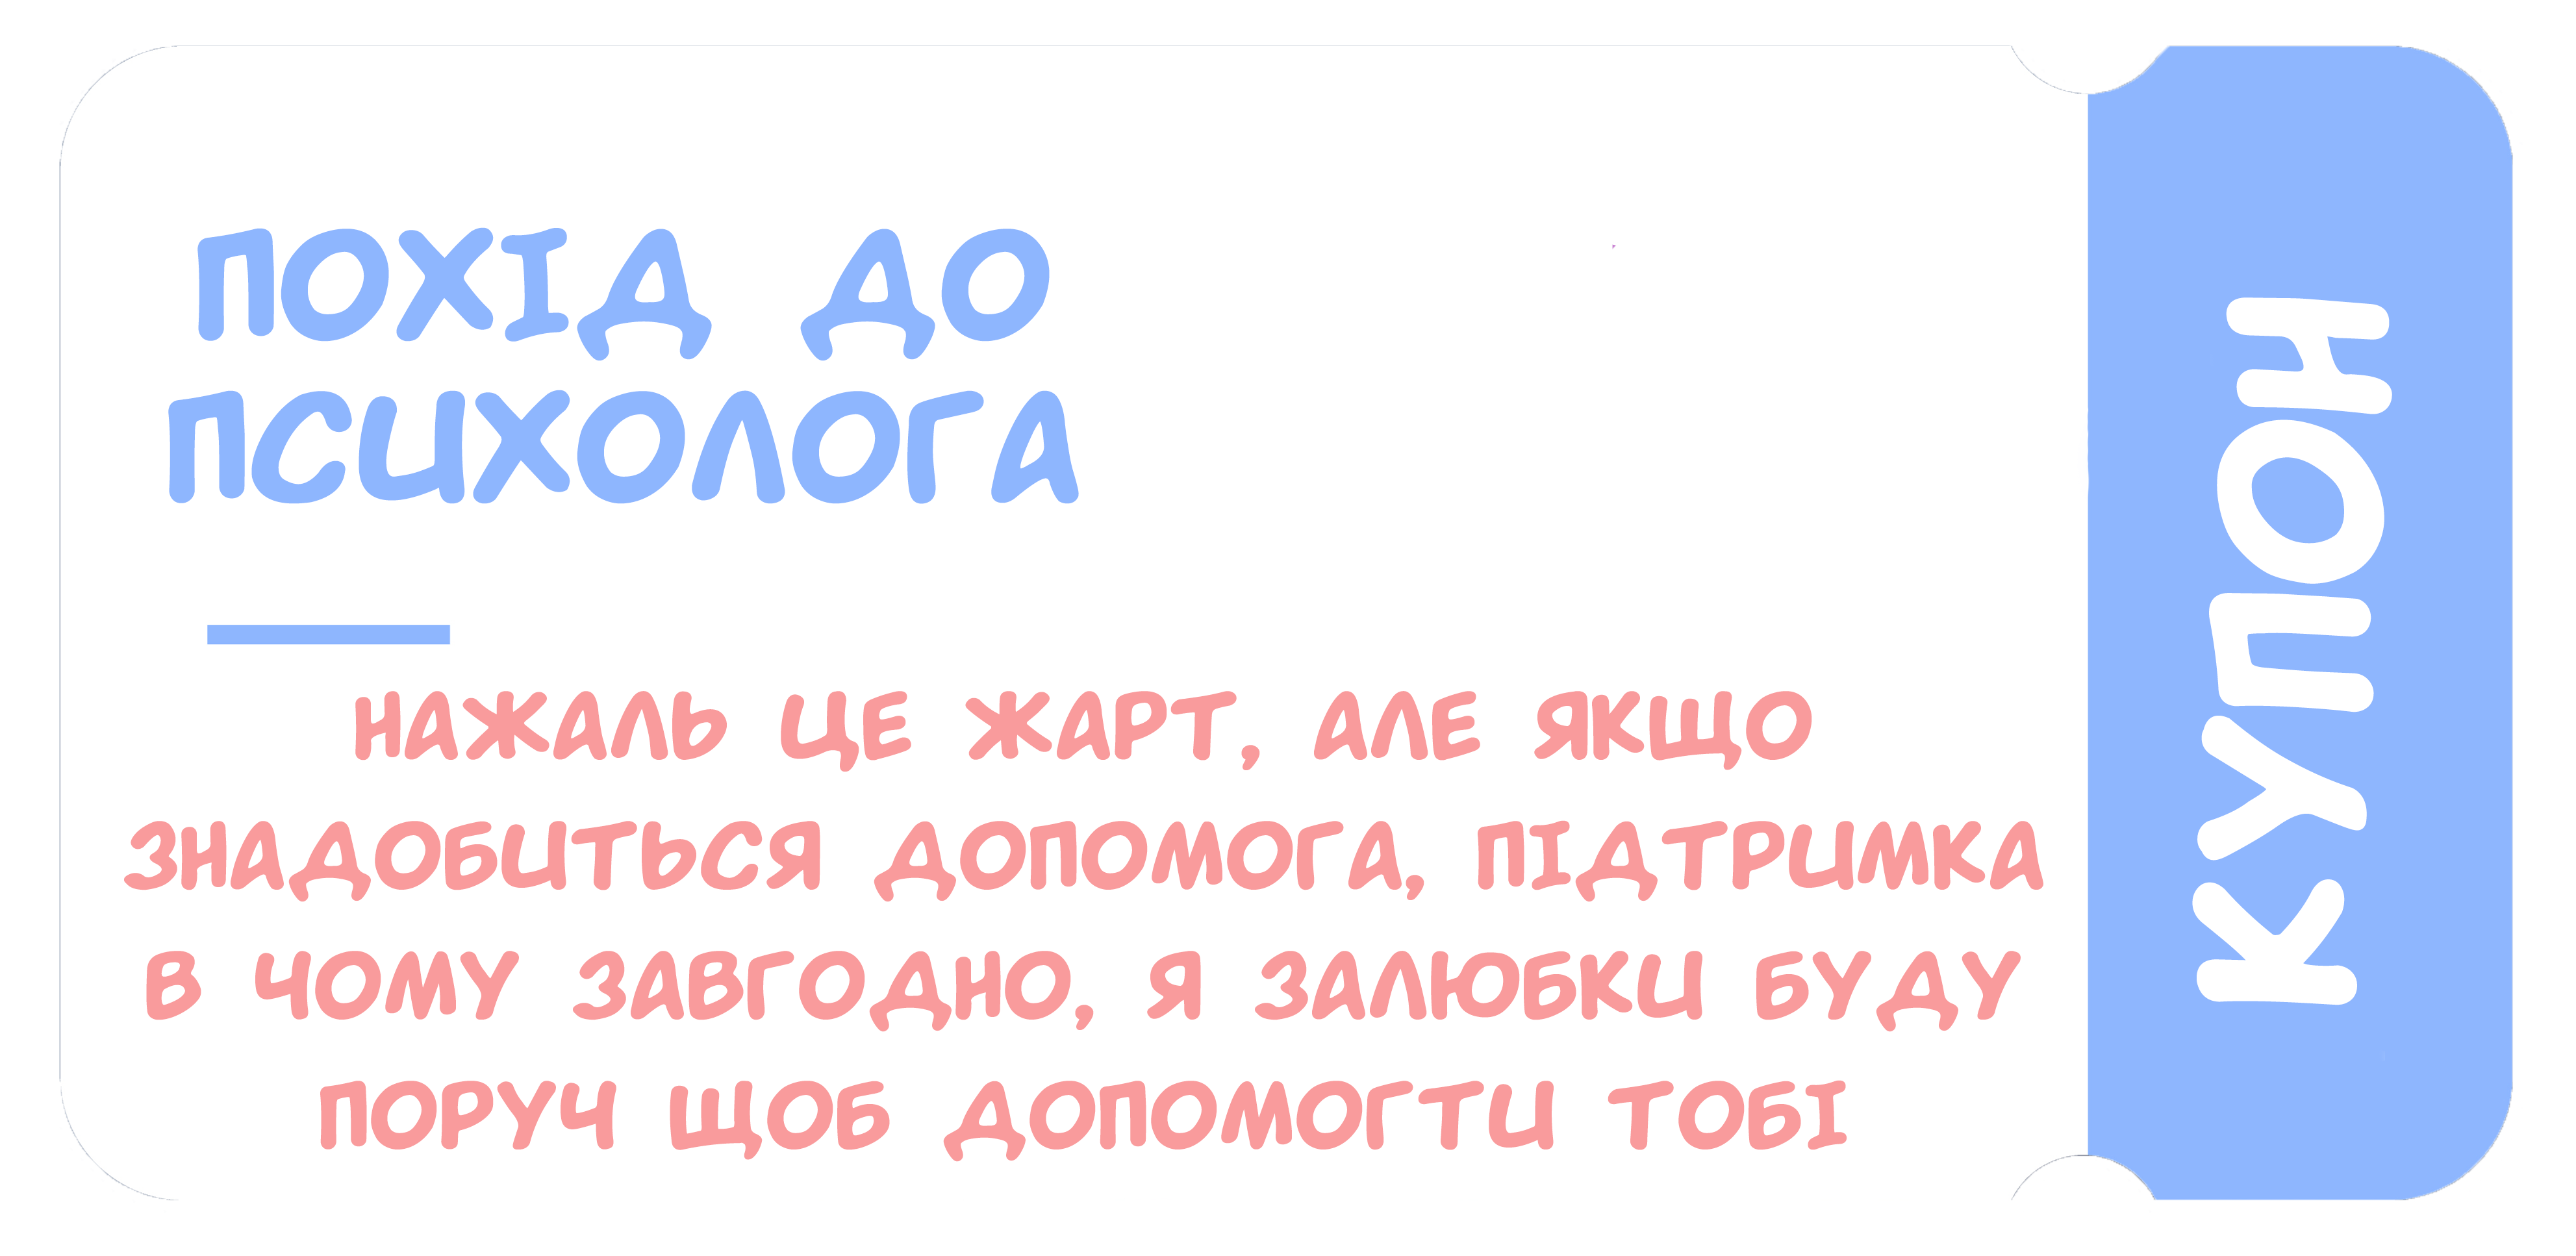 ПОХІД ДО
ПСИХОЛОГА
НАЖАЛЬ ЦЕ ЖАРТ, АЛЕ ЯКЩО
ЗНАДОБИТЬСЯ ДОПОМОГА, ПІДТРИМКА
В ЧОМУ ЗАВГОДНО, Я ЗАЛЮБКИ БУДУ
ПОРУЧ ЩОБ ДОПОМОГТИ ТОБІ
КУПОН